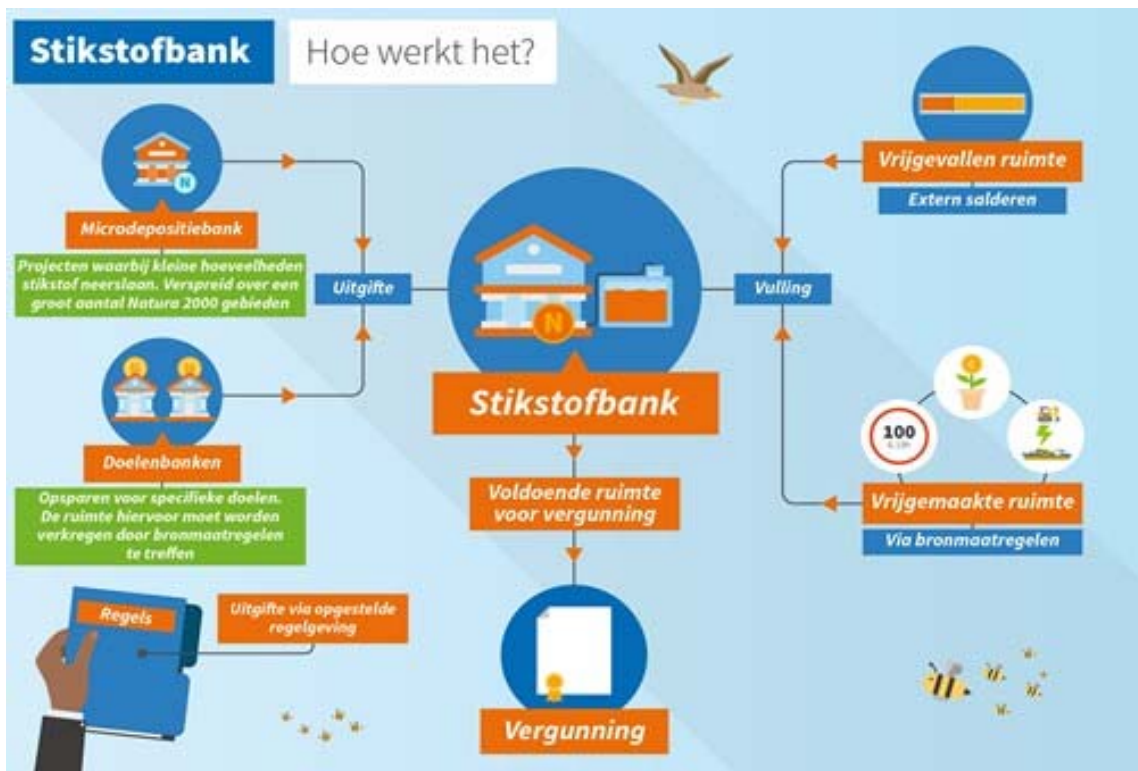 Stikstofbank
Hoe werkt het?
Microdepositiebank
Projecten waarbij kleine hoeveelheden
stikstof neerslaan. Verspreid over een
groot aantal Natura 2000 gebieden
Doelenbanken
Opsparen voor specifieke doelen.
De ruimte hiervoor moet worden
verkregen door bronmaatregelen
te treffen
Uitgifte
N
N
Stikstofbank
Voldoende ruimte
voor vergunning
Vergunning
Vulling
Vrijgevallen ruimte
Extern salderen
100
Vrijgemaakte ruimte
Via bronmaatregelen
Regels
Uitgifte via opgestelde
regelgeving